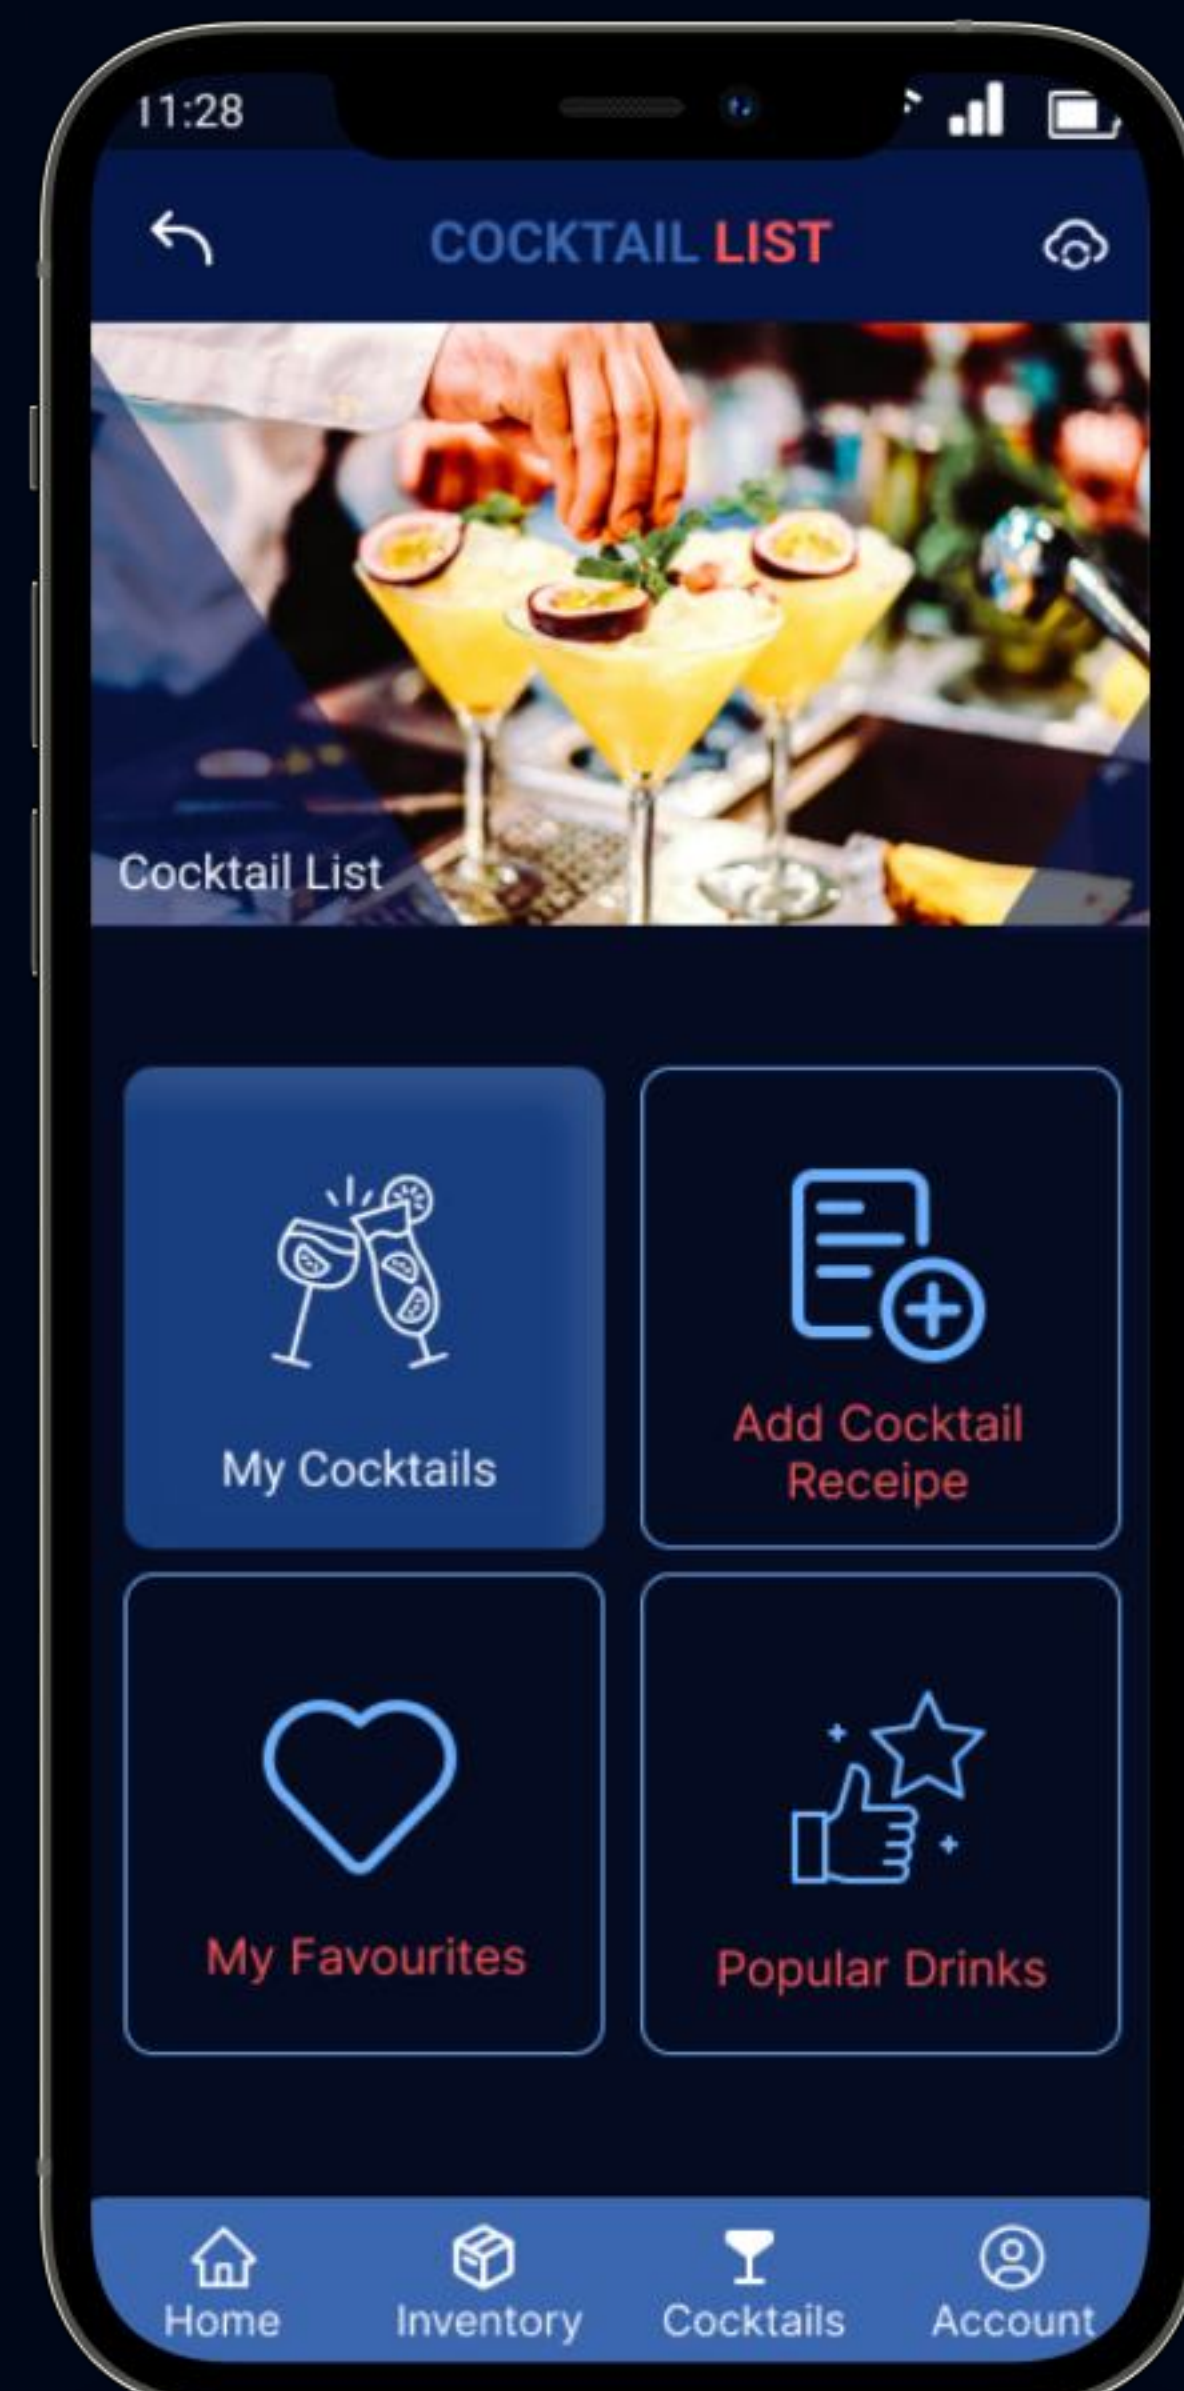 11:28
COCKTAIL LIST
Cocktail List
My Cocktails
Add Cocktail
Receipe
My Favourites
Popular Drinks
Home
Inventory
Cocktails
Account